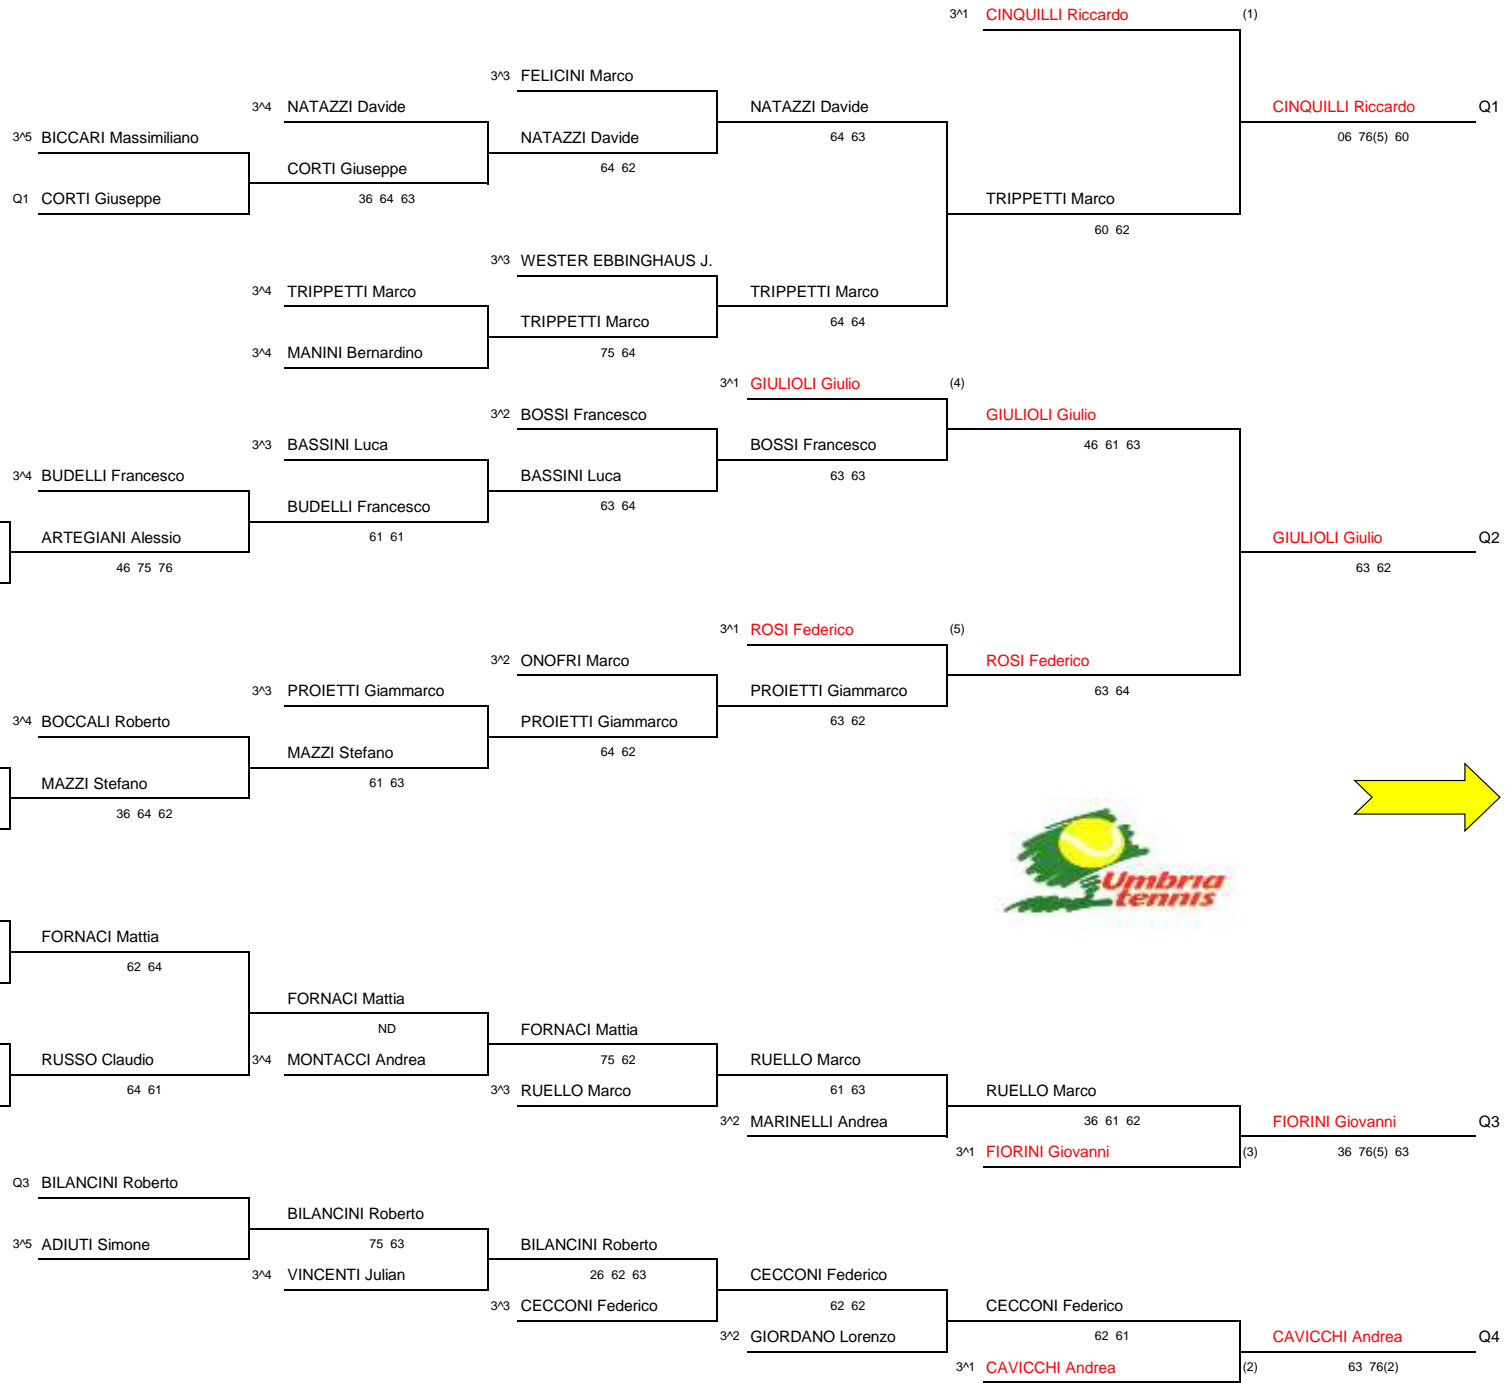 3^1 CINQUILLI Riccardo (1)
3^3 FELICINI Marco
3^4 NATAZZI Davide NATAZZI Davide CINQUILLI Riccardo Q1
3^5 BICCARI Massimiliano NATAZZI Davide 64 63 06 76(5) 60
CORTI Giuseppe 64 62
Q1 CORTI Giuseppe 36 64 63 TRIPPETTI Marco
60 62
3^3 WESTER EBBINGHAUS J.
3^4 TRIPPETTI Marco TRIPPETTI Marco
TRIPPETTI Marco 64 64
3^4 MANINI Bernardino 75 64
3^1 GIULIOLI Giulio (4)
3^2 BOSSI Francesco GIULIOLI Giulio
3^3 BASSINI Luca BOSSI Francesco 46 61 63
3^4 BUDELLI Francesco BASSINI Luca 63 63
BUDELLI Francesco 63 64
ARTEGIANI Alessio 61 61 GIULIOLI Giulio Q2
46 75 76 63 62
3^1 ROSI Federico (5)
3^2 ONOFRI Marco ROSI Federico
3^3 PROIETTI Giammarco PROIETTI Giammarco 63 64
3^4 BOCCALI Roberto PROIETTI Giammarco 63 62
MAZZI Stefano 64 62
MAZZI Stefano 61 63
36 64 62
Umbria
tennis
FORNACI Mattia
62 64
FORNACI Mattia
ND FORNACI Mattia
RUSSO Claudio 3^4 MONTACCI Andrea 75 62 RUELLO Marco
64 61 3^3 RUELLO Marco 61 63 RUELLO Marco
3^2 MARINELLI Andrea 36 61 62 FIORINI Giovanni Q3
3^1 FIORINI Giovanni (3) 36 76(5) 63
Q3 BILANCINI Roberto
BILANCINI Roberto
3^5 ADIUTI Simone 75 63 BILANCINI Roberto
3^4 VINCENTI Julian 26 62 63 CECCONI Federico
3^3 CECCONI Federico 62 62 CECCONI Federico
3^2 GIORDANO Lorenzo 62 61 CAVICCHI Andrea Q4
3^1 CAVICCHI Andrea (2) 63 76(2)